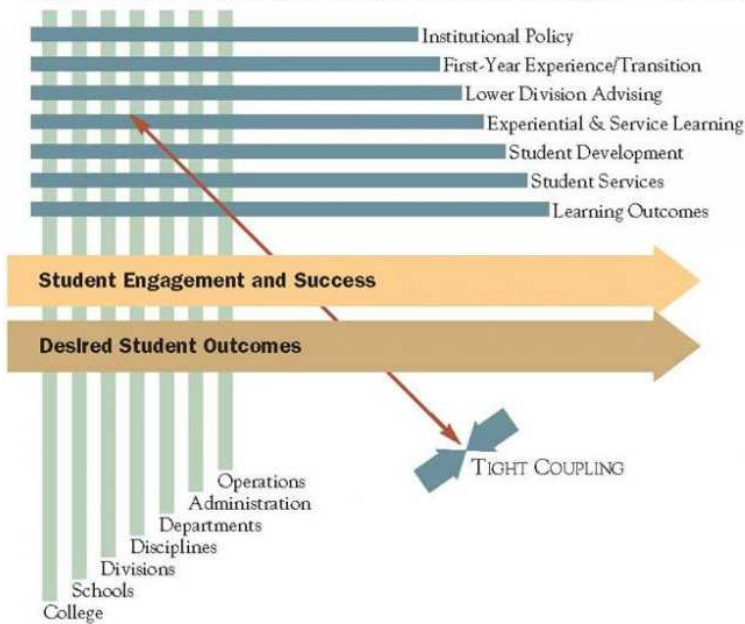 Institutional Policy
First-Year Experience/Transition
Lower Division Advising
Experiential & Service Learning
Student Development
Student Services
Learning Outcomes
Student Engagement and Success
Desired Student Outcomes
TIGHT COUPLING
Operations
Administration
Departments
Disciplines
Divisions
Schools
College